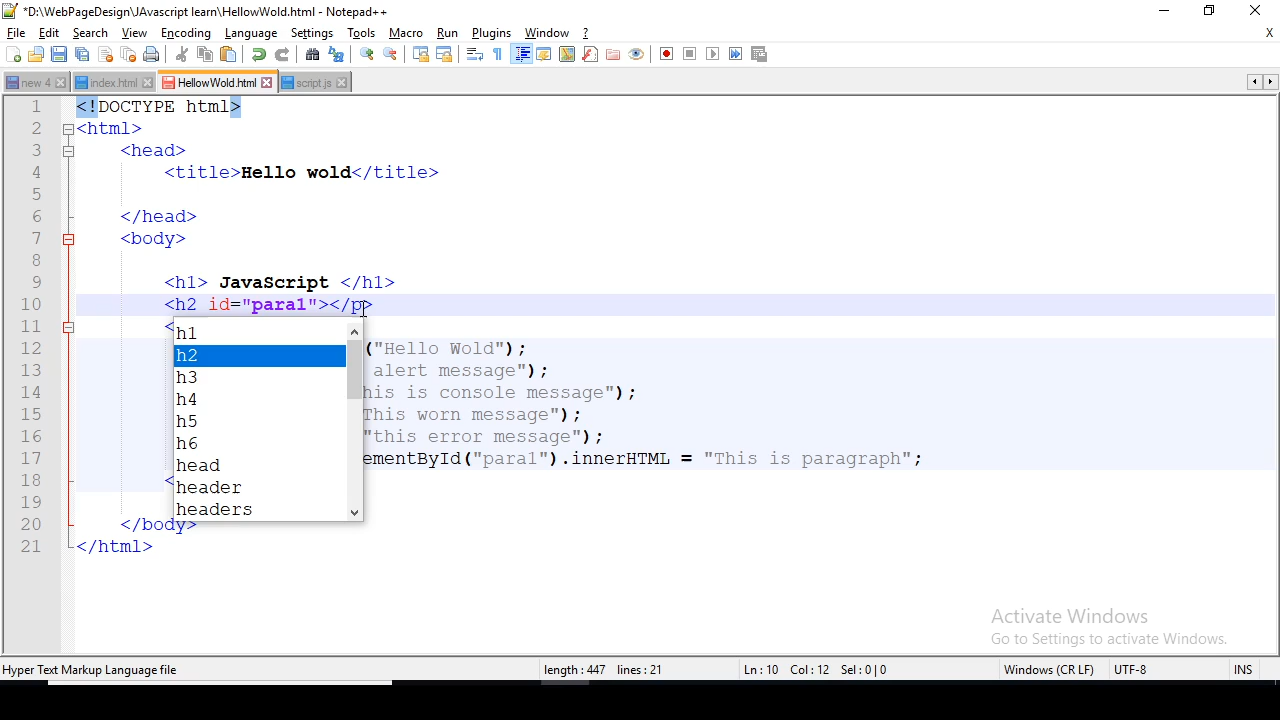 *D:\WebPageDesign\JAvascript learn\HellowWold.html - Notepad++
File Edit Search View Encoding Language Settings Tools Macro Run Plugins Window ? X
new 4 index.html HellowWold.html script.js
1 <!DOCTYPE html>
2 <html>
3 <head>
4 <title>Hello wold</title>
5
6 </head>
7 <body>
8
9 <h1> JavaScript </h1>
10 <h2 id="para1"></p>
11 <
12 ("Hello Wold");
13 alert message");
14 his is console message");
15 This worn message");
16 "this error message");
17 ementById("para1").innerHTML = "This is paragraph";
18 <
19
20 </body>
21 </html>
h1
h2
h3
h4
h5
h6
head
header
headers
Activate Windows
Go to Settings to activate Windows.
Hyper Text Markup Language file length : 447 lines : 21 Ln : 10 Col : 12 Sel : 0 | 0 Windows (CR LF) UTF-8 INS